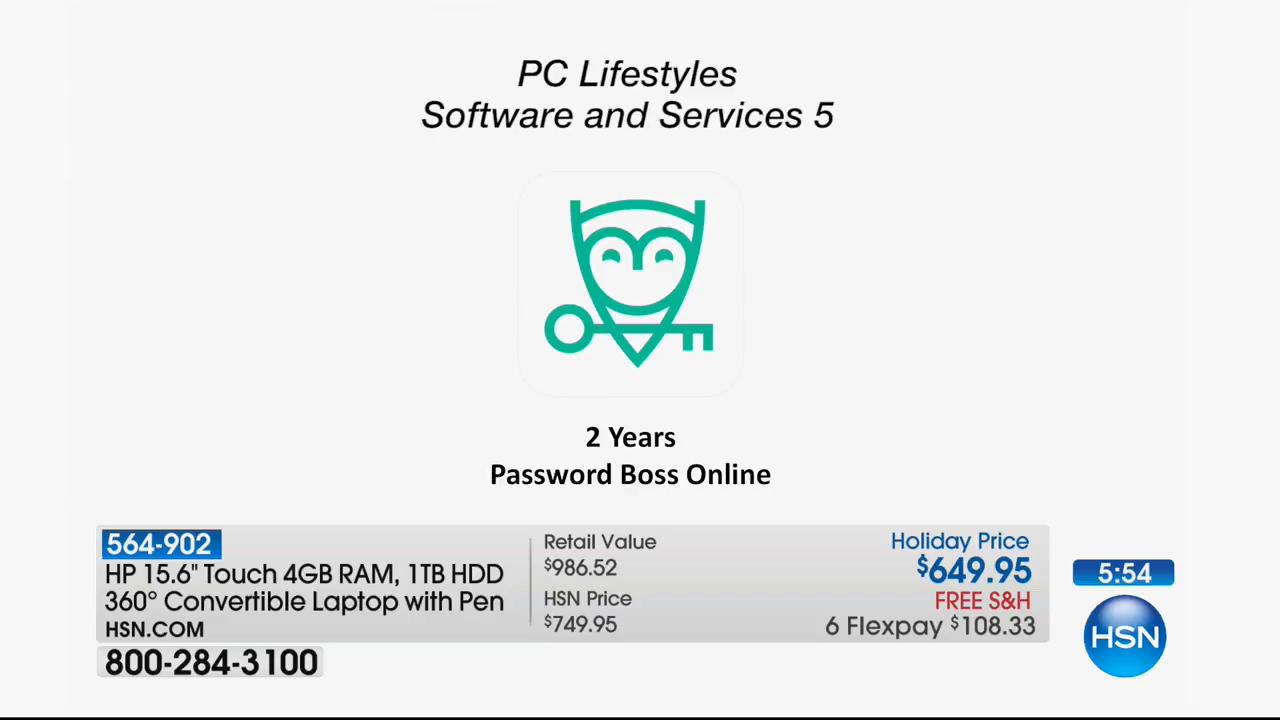 PC Lifestyles
Software and Services 5
2 Years
Password Boss Online
564-902
HP 15.6" Touch 4GB RAM, 1TB HDD
360° Convertible Laptop with Pen
HSN.COM
800-284-3100
Retail Value
$986.52
HSN Price
$749.95
Holiday Price
$649.95
FREE S&H
6 Flexpay $108.33
5:54
HSN